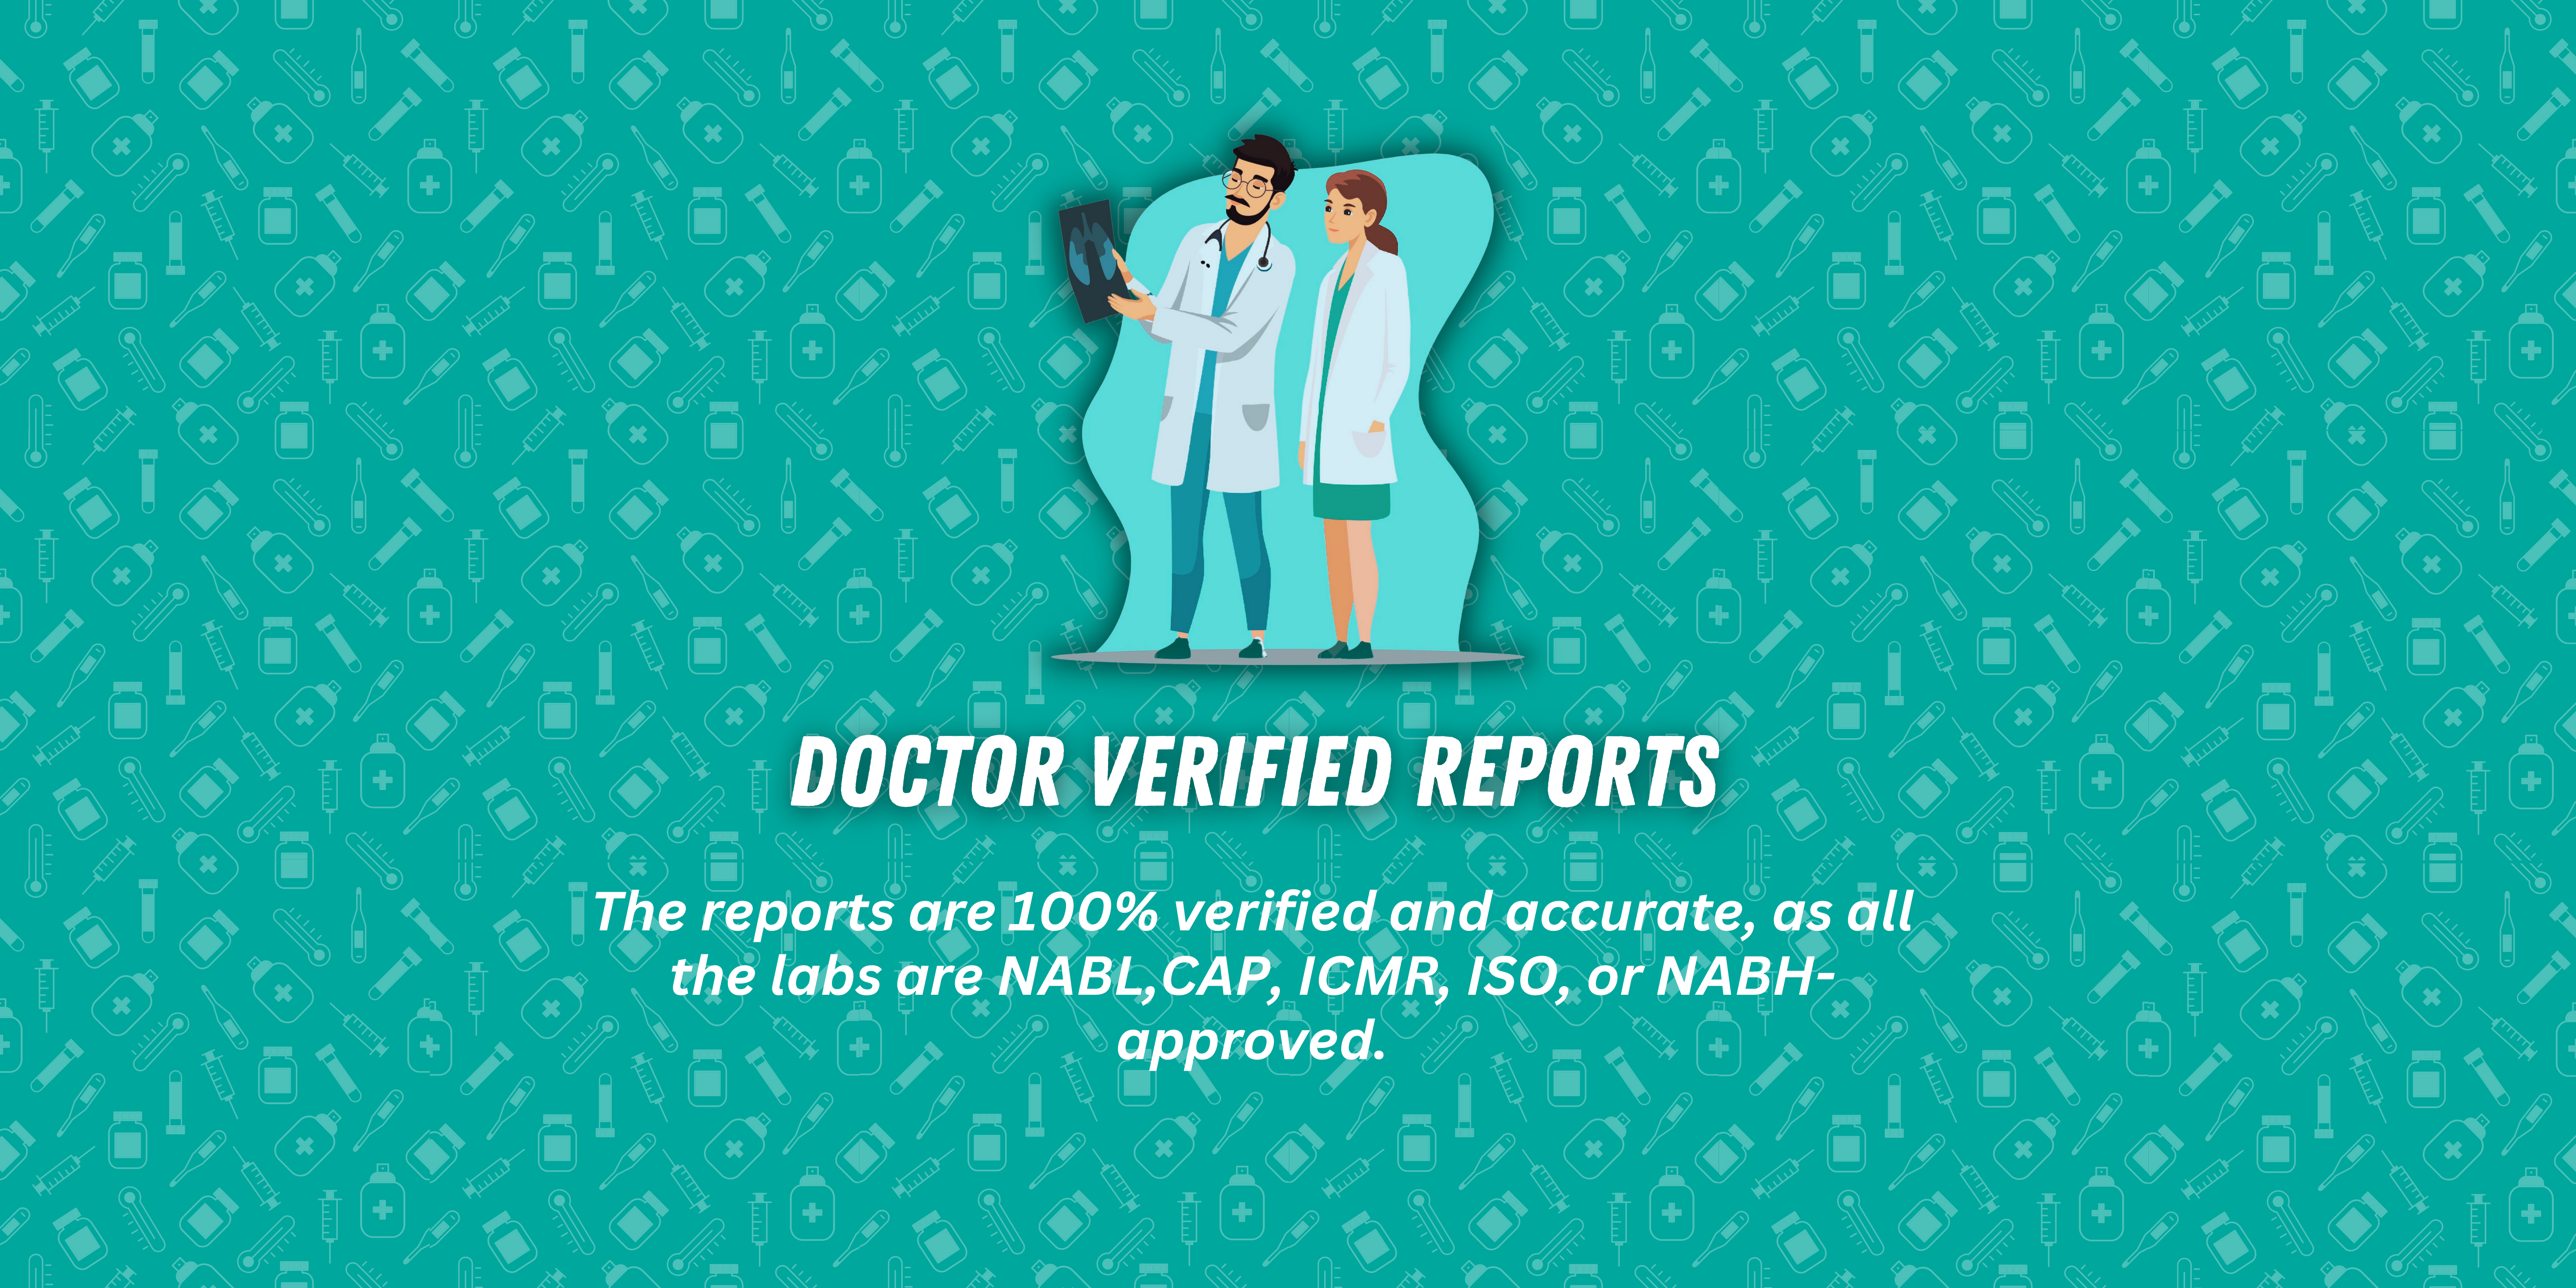 DOCTOR VERIFIED REPORTS
The reports are 100% verified and accurate, as all
the labs are NABL,CAP, ICMR, ISO, or NABH-
approved.